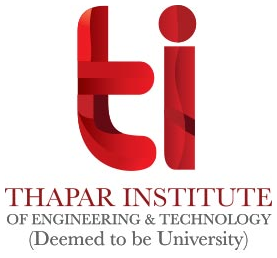 ti
THAPAR INSTITUTE
OF ENGINEERING & TECHNOLOGY
(Deemed to be University)